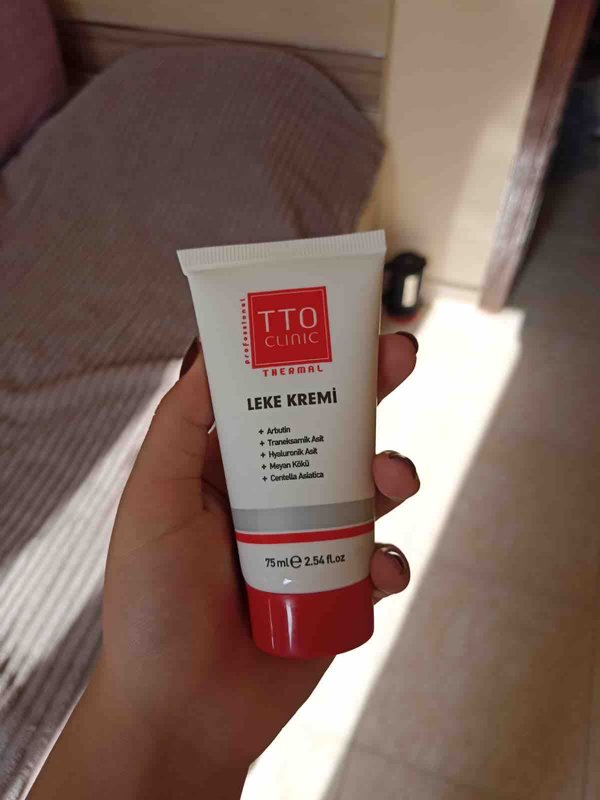 professional
TTO
CLINIC
THERMAL
LEKE KREMİ
+ Arbutin
+ Traneksamik Asit
+ Hyaluronik Asit
+ Meyan Kökü
+ Centella Asiatica
75 ml ℮ 2.54 fl.oz